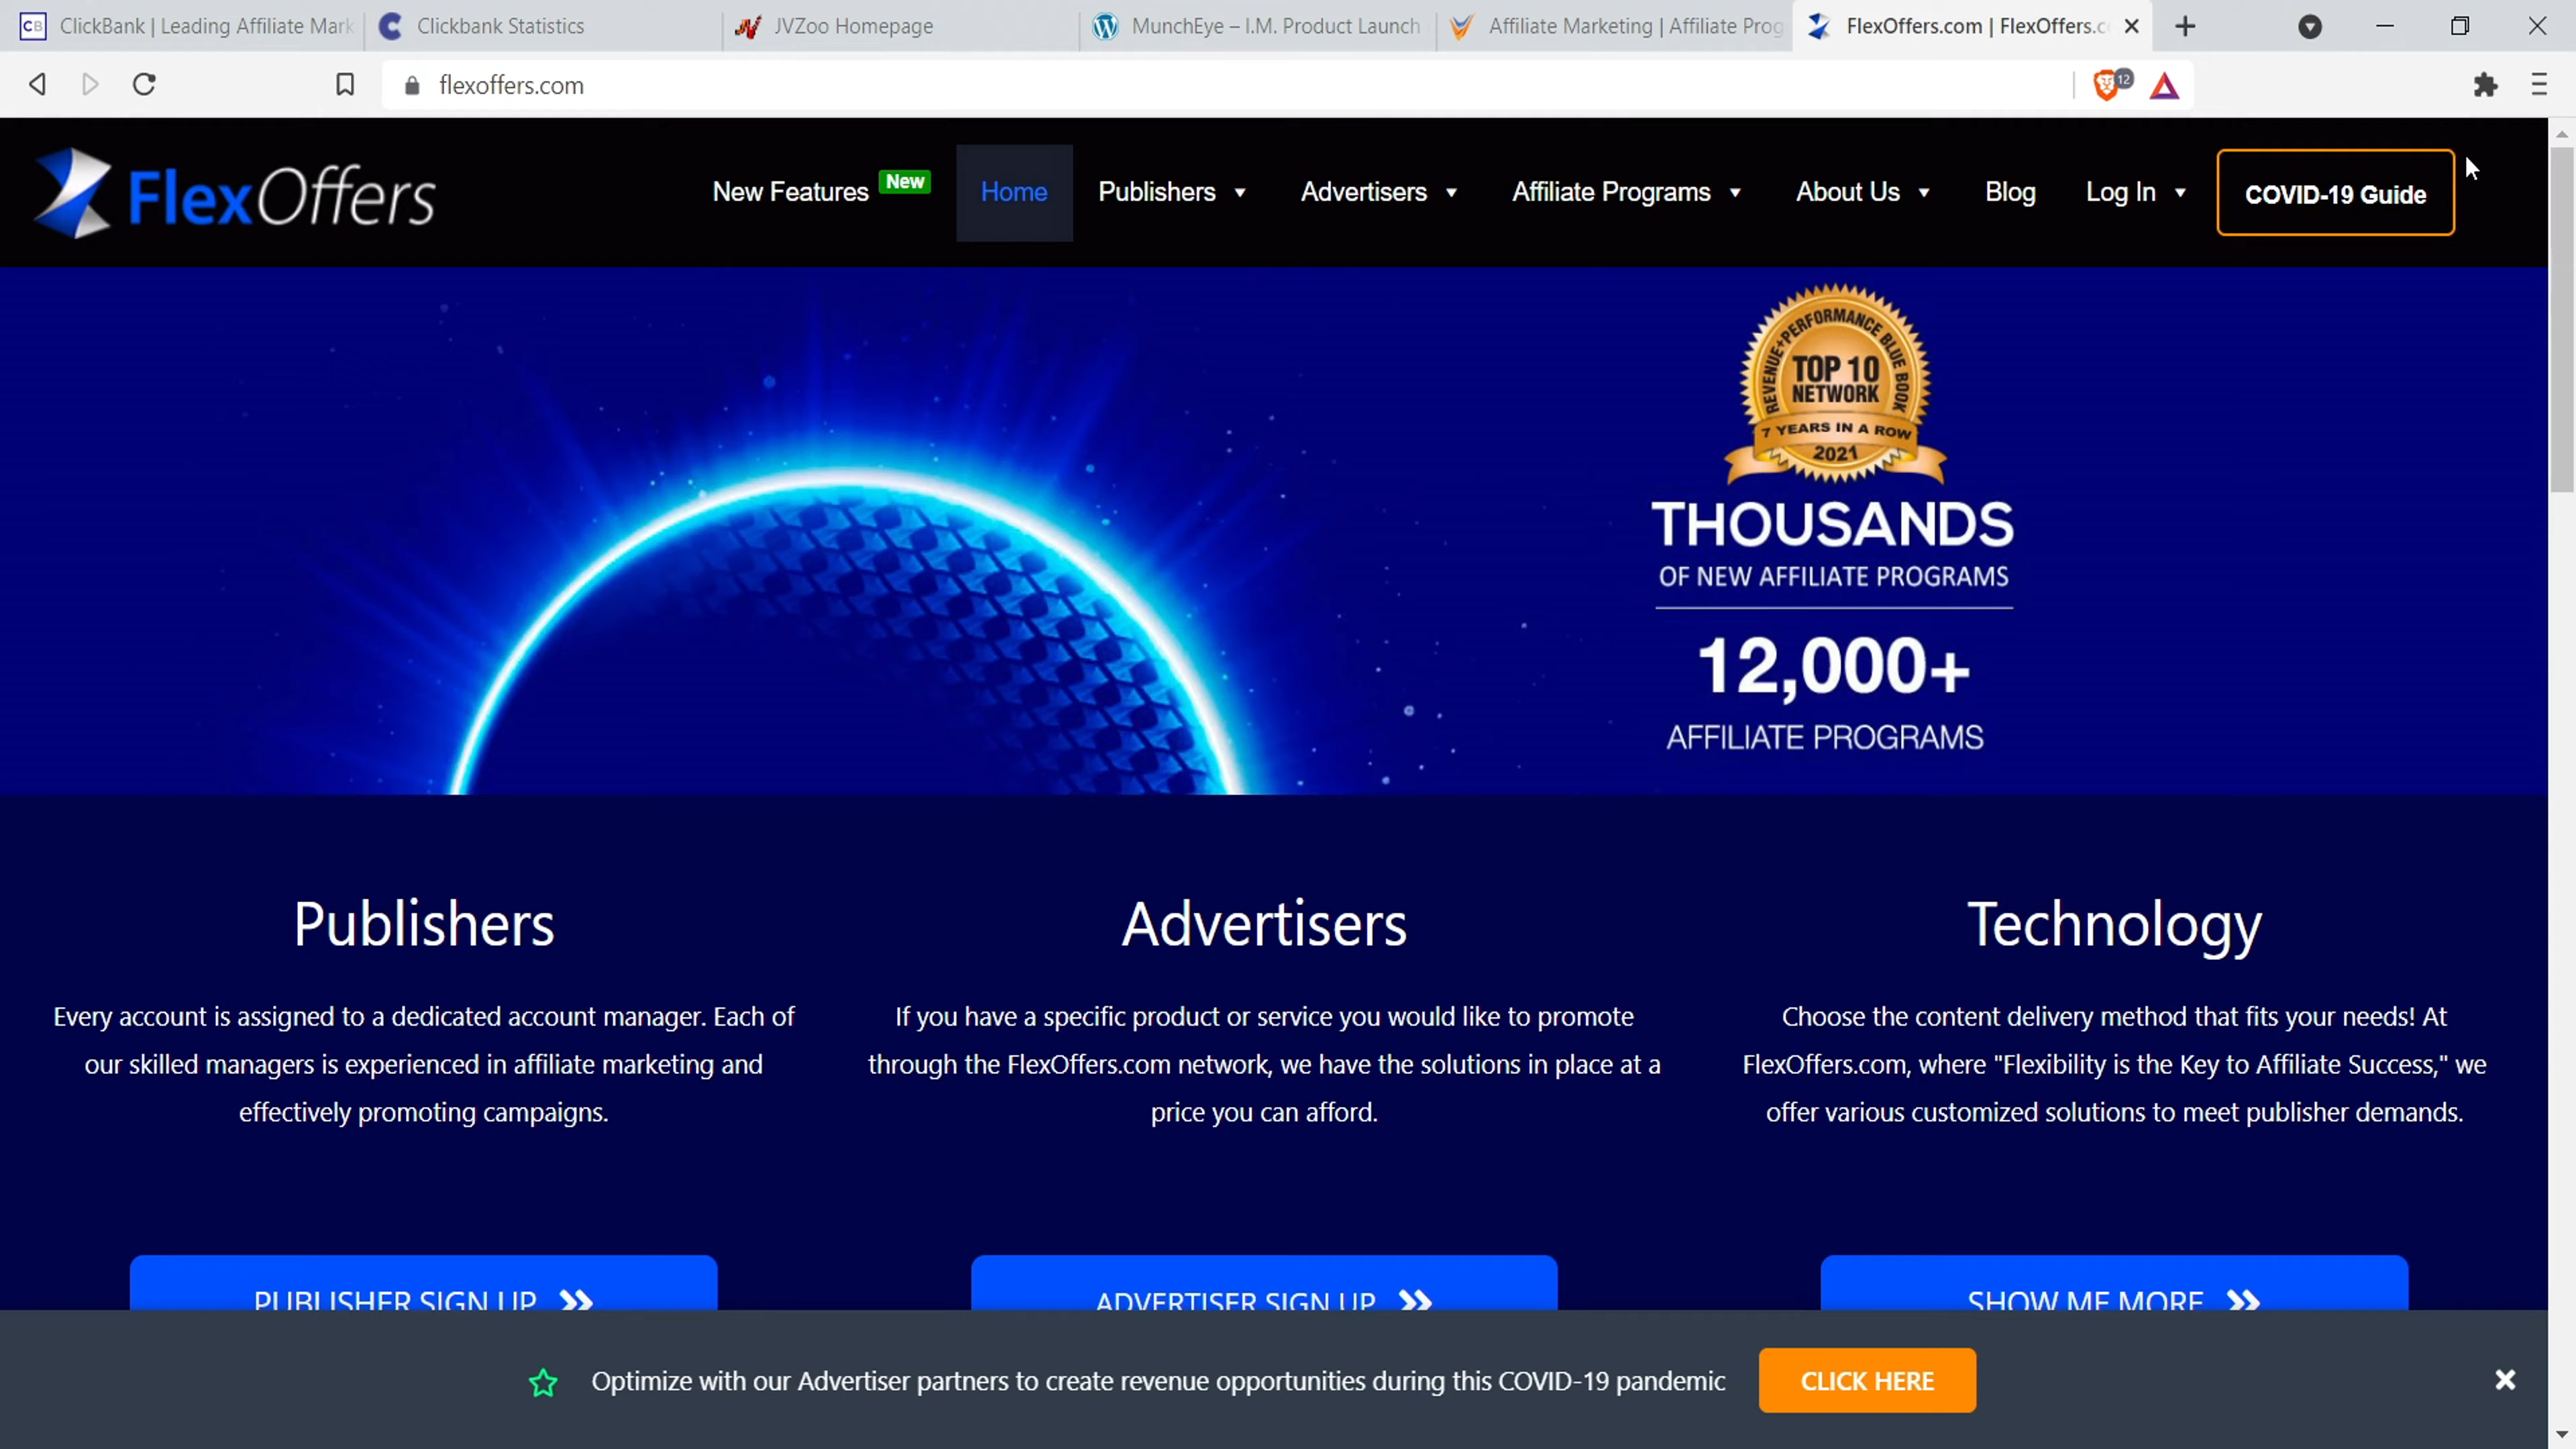 CB ClickBank | Leading Affiliate Mark
Clickbank Statistics
JVZoo Homepage
MunchEye – I.M. Product Launch
Affiliate Marketing | Affiliate Prog
FlexOffers.com | FlexOffers.c
flexoffers.com
12
FlexOffers
New Features New
Home
Publishers
Advertisers
Affiliate Programs
About Us
Blog
Log In
COVID-19 Guide
REVENUE+PERFORMANCE BLUE BOOK
TOP 10
NETWORK
7 YEARS IN A ROW
2021
THOUSANDS
OF NEW AFFILIATE PROGRAMS
12,000+
AFFILIATE PROGRAMS
Publishers
Every account is assigned to a dedicated account manager. Each of
our skilled managers is experienced in affiliate marketing and
effectively promoting campaigns.
PUBLISHER SIGN UP
Advertisers
If you have a specific product or service you would like to promote
through the FlexOffers.com network, we have the solutions in place at a
price you can afford.
ADVERTISER SIGN UP
Technology
Choose the content delivery method that fits your needs! At
FlexOffers.com, where "Flexibility is the Key to Affiliate Success," we
offer various customized solutions to meet publisher demands.
SHOW ME MORE
Optimize with our Advertiser partners to create revenue opportunities during this COVID-19 pandemic
CLICK HERE